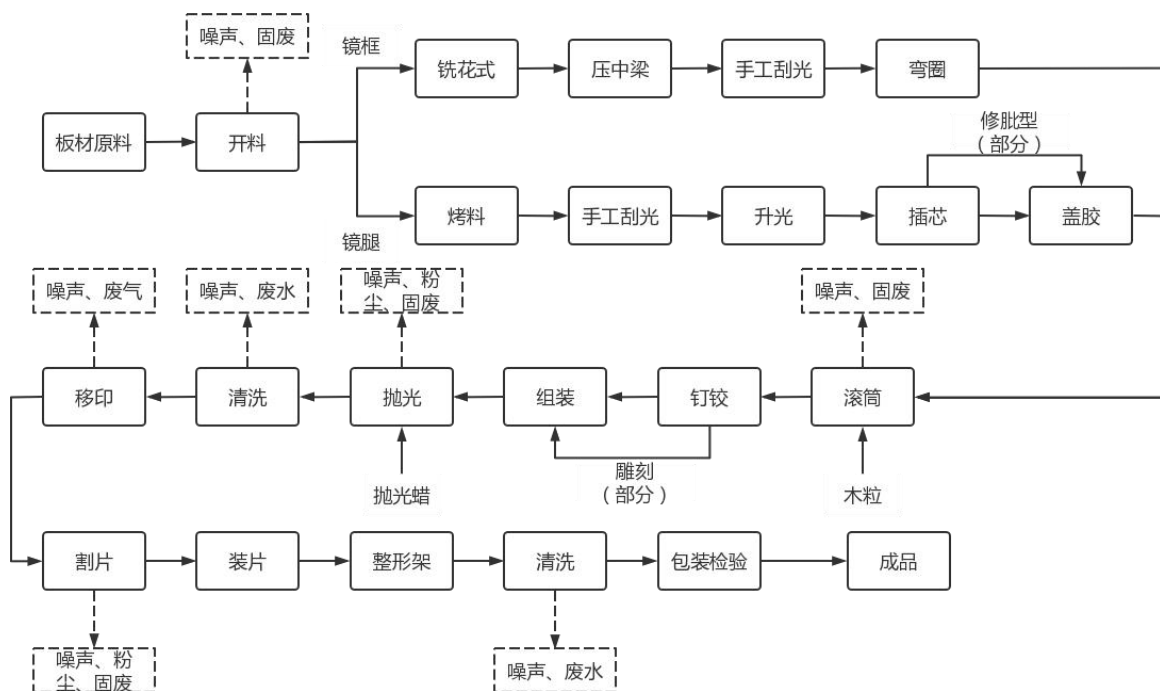 噪声、固废
镜框
铣花式
压中梁
手工刮光
弯圈
板材原料
开料
修肶型
（部分）
镜腿
烤料
手工刮光
升光
插芯
盖胶
噪声、废气
噪声、废水
噪声、粉
尘、固废
噪声、固废
移印
清洗
抛光
组装
钉铰
滚筒
雕刻
（部分）
抛光蜡
木粒
割片
装片
整形架
清洗
包装检验
成品
噪声、粉
尘、固废
噪声、废水